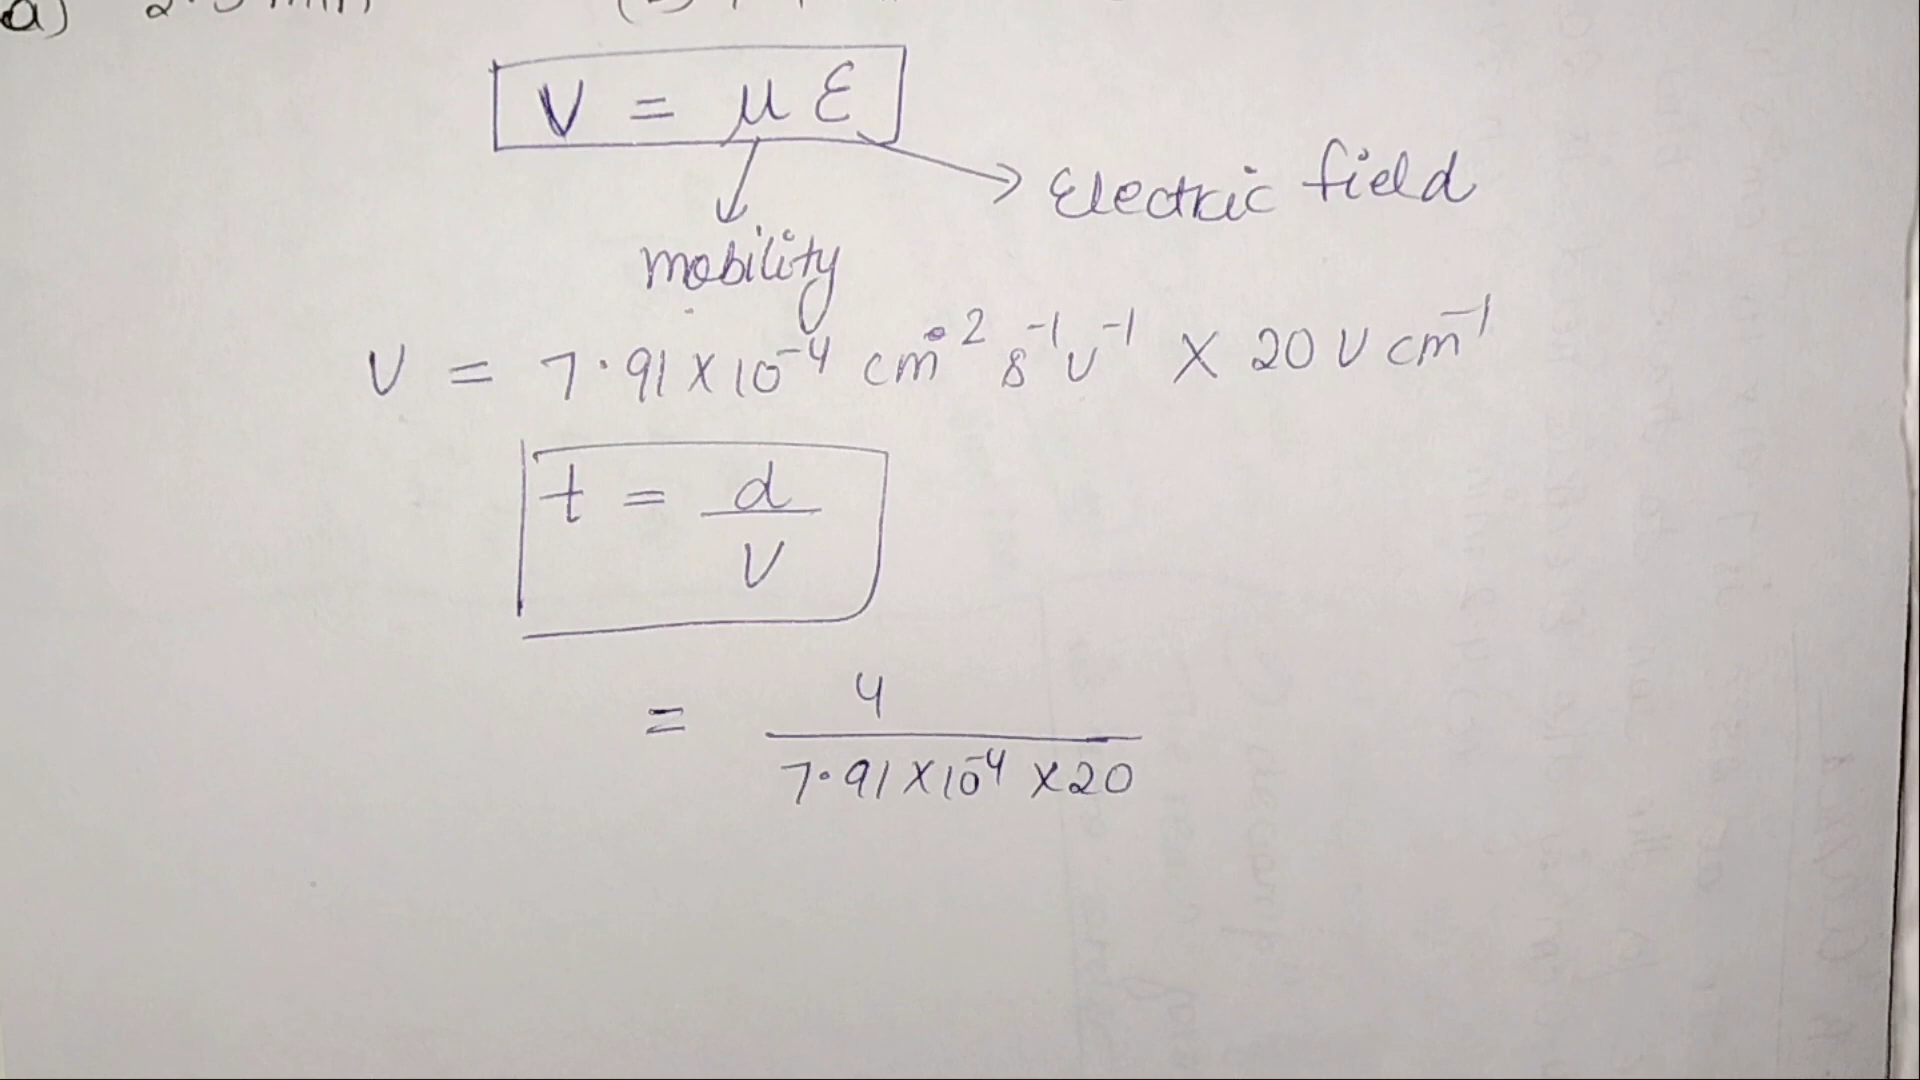 a)
V = μ ℰ
Electric field
mobility
V = 7.91 × 10⁻⁴ cm² s⁻¹ V⁻¹ × 20 V cm⁻¹
t = d / V
= 4 / 7.91 × 10⁻⁴ × 20